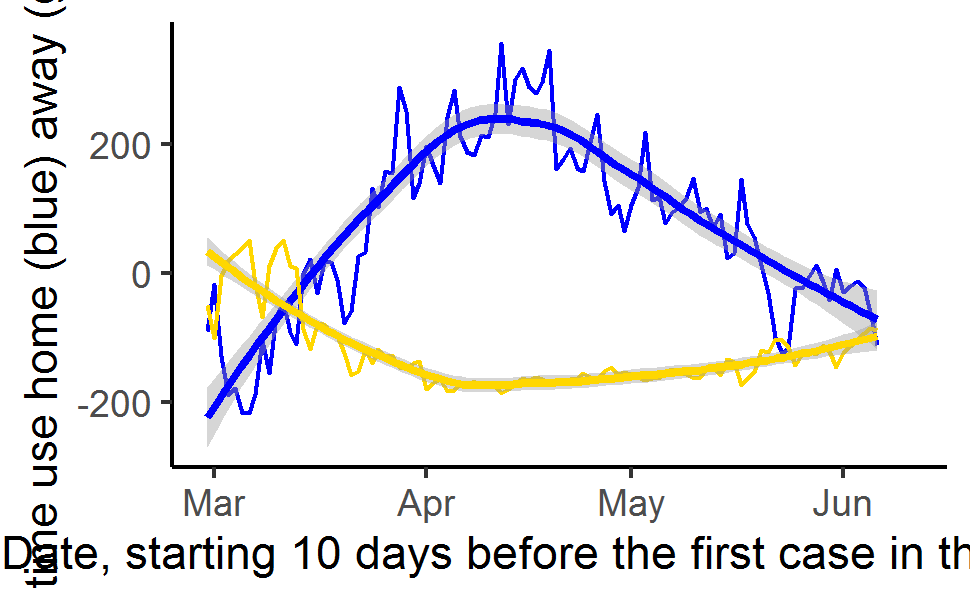 time use home (blue) away (
200
0
-200
Mar Apr May Jun
Date, starting 10 days before the first case in th